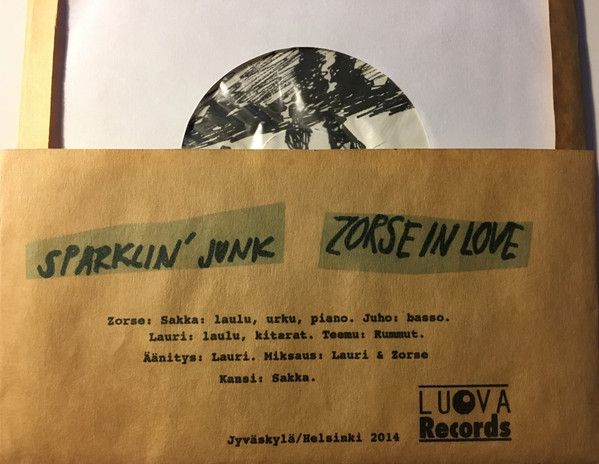 SPARKLIN' JUNK
ZORSE IN LOVE
Zorse: Sakka: laulu, urku, piano. Juho: basso.
Lauri: laulu, kitarat. Teemu: Rummut.
Äänitys: Lauri. Miksaus: Lauri & Zorse
Kansi: Sakka.
LUOVA
Records
Jyväskylä/Helsinki 2014